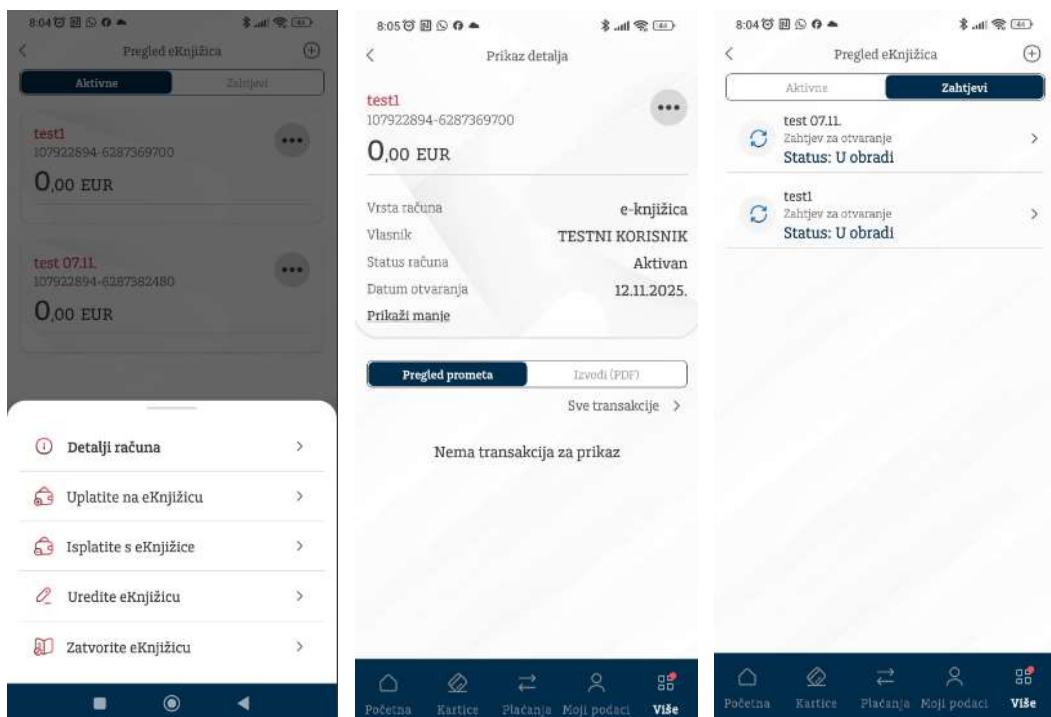 8:04
44
Pregled eKnjižica
Aktivne
Zahtjevi
test1
107922894-6287369700
0,00 EUR
test 07.11.
107922894-6287382480
0,00 EUR
Detalji računa
Uplatite na eKnjižicu
Isplatite s eKnjižice
Uredite eKnjižicu
Zatvorite eKnjižicu
8:05
44
Prikaz detalja
test1
107922894-6287369700
0,00 EUR
Vrsta računa e-knjižica
Vlasnik TESTNI KORISNIK
Status računa Aktivan
Datum otvaranja 12.11.2025.
Prikaži manje
Pregled prometa
Izvodi (PDF)
Sve transakcije
Nema transakcija za prikaz
Početna Kartice Plaćanja Moji podaci Više
8:04
44
Pregled eKnjižica
Aktivne
Zahtjevi
test 07.11.
Zahtjev za otvaranje
Status: U obradi
test1
Zahtjev za otvaranje
Status: U obradi
Početna Kartice Plaćanja Moji podaci Više